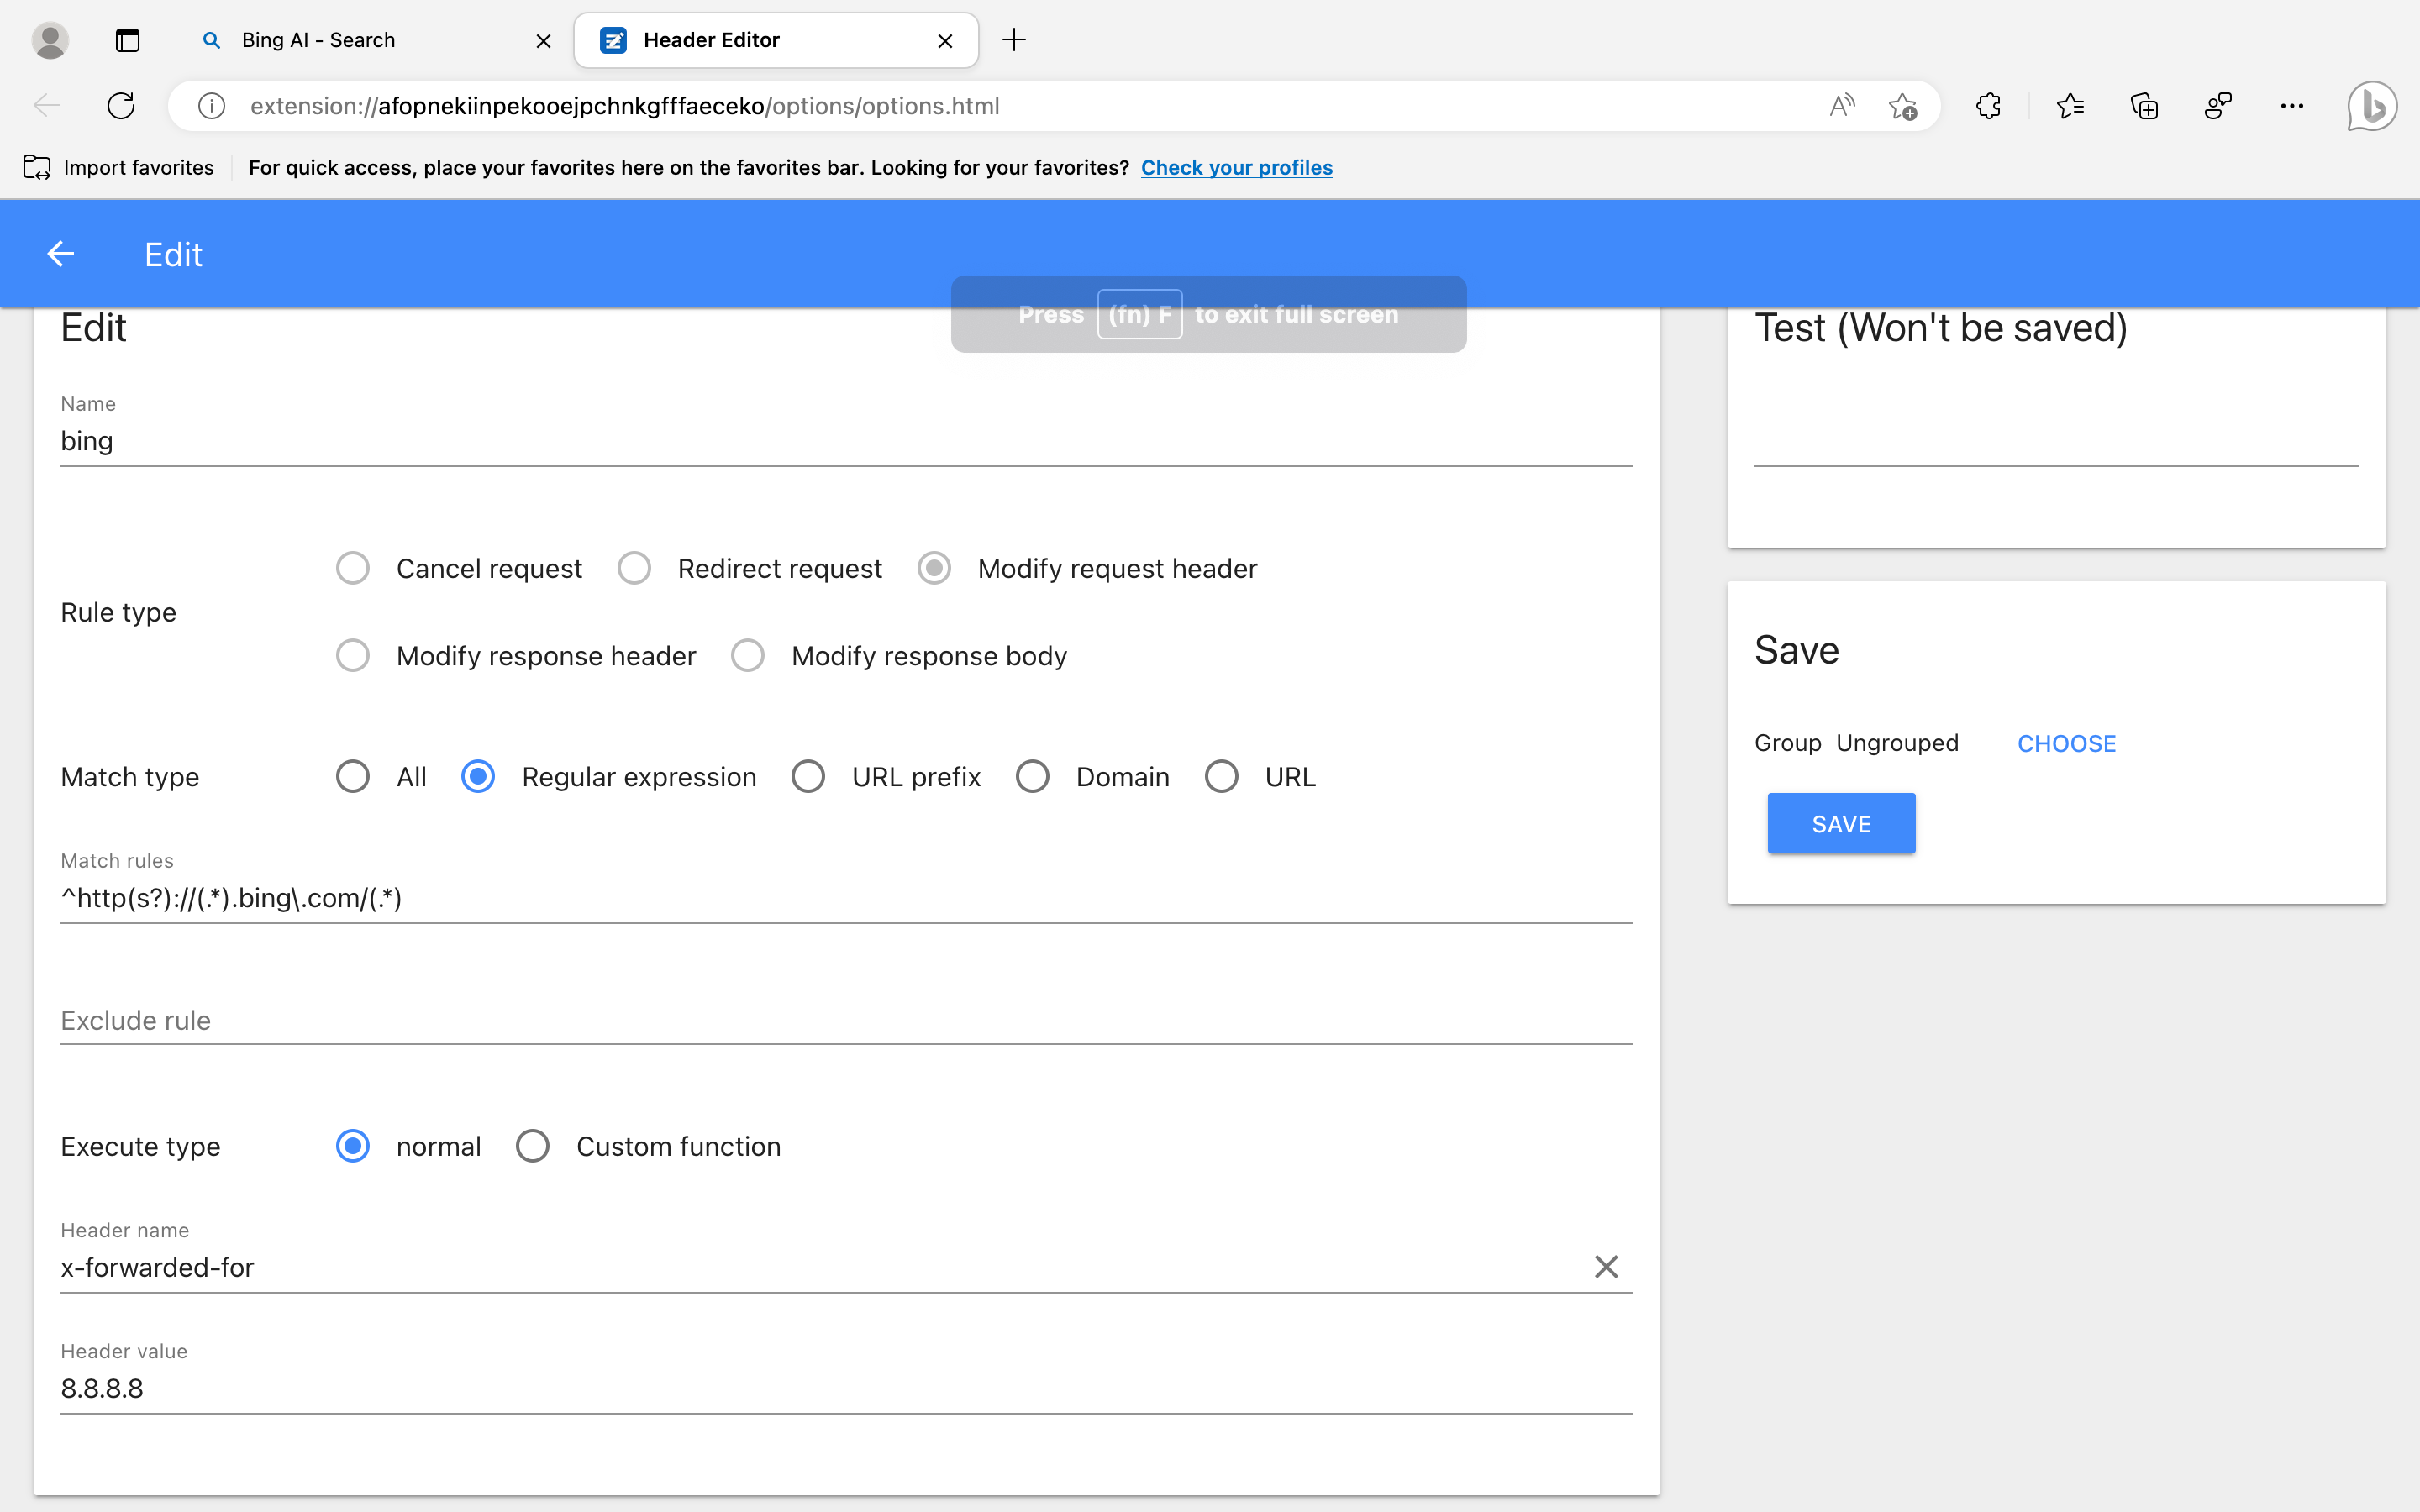 Bing AI - Search
Header Editor
extension://afopnekiinpekooejpchnkgfffaeceko/options/options.html
Import favorites
For quick access, place your favorites here on the favorites bar. Looking for your favorites? Check your profiles
Edit
Press (fn) F to exit full screen
Edit
Name
bing
Rule type
Cancel request
Redirect request
Modify request header
Modify response header
Modify response body
Match type
All
Regular expression
URL prefix
Domain
URL
Match rules
^http(s?)://(.*).bing\.com/(.*)
Exclude rule
Execute type
normal
Custom function
Header name
x-forwarded-for
Header value
8.8.8.8
Test (Won't be saved)
Save
Group Ungrouped CHOOSE
SAVE